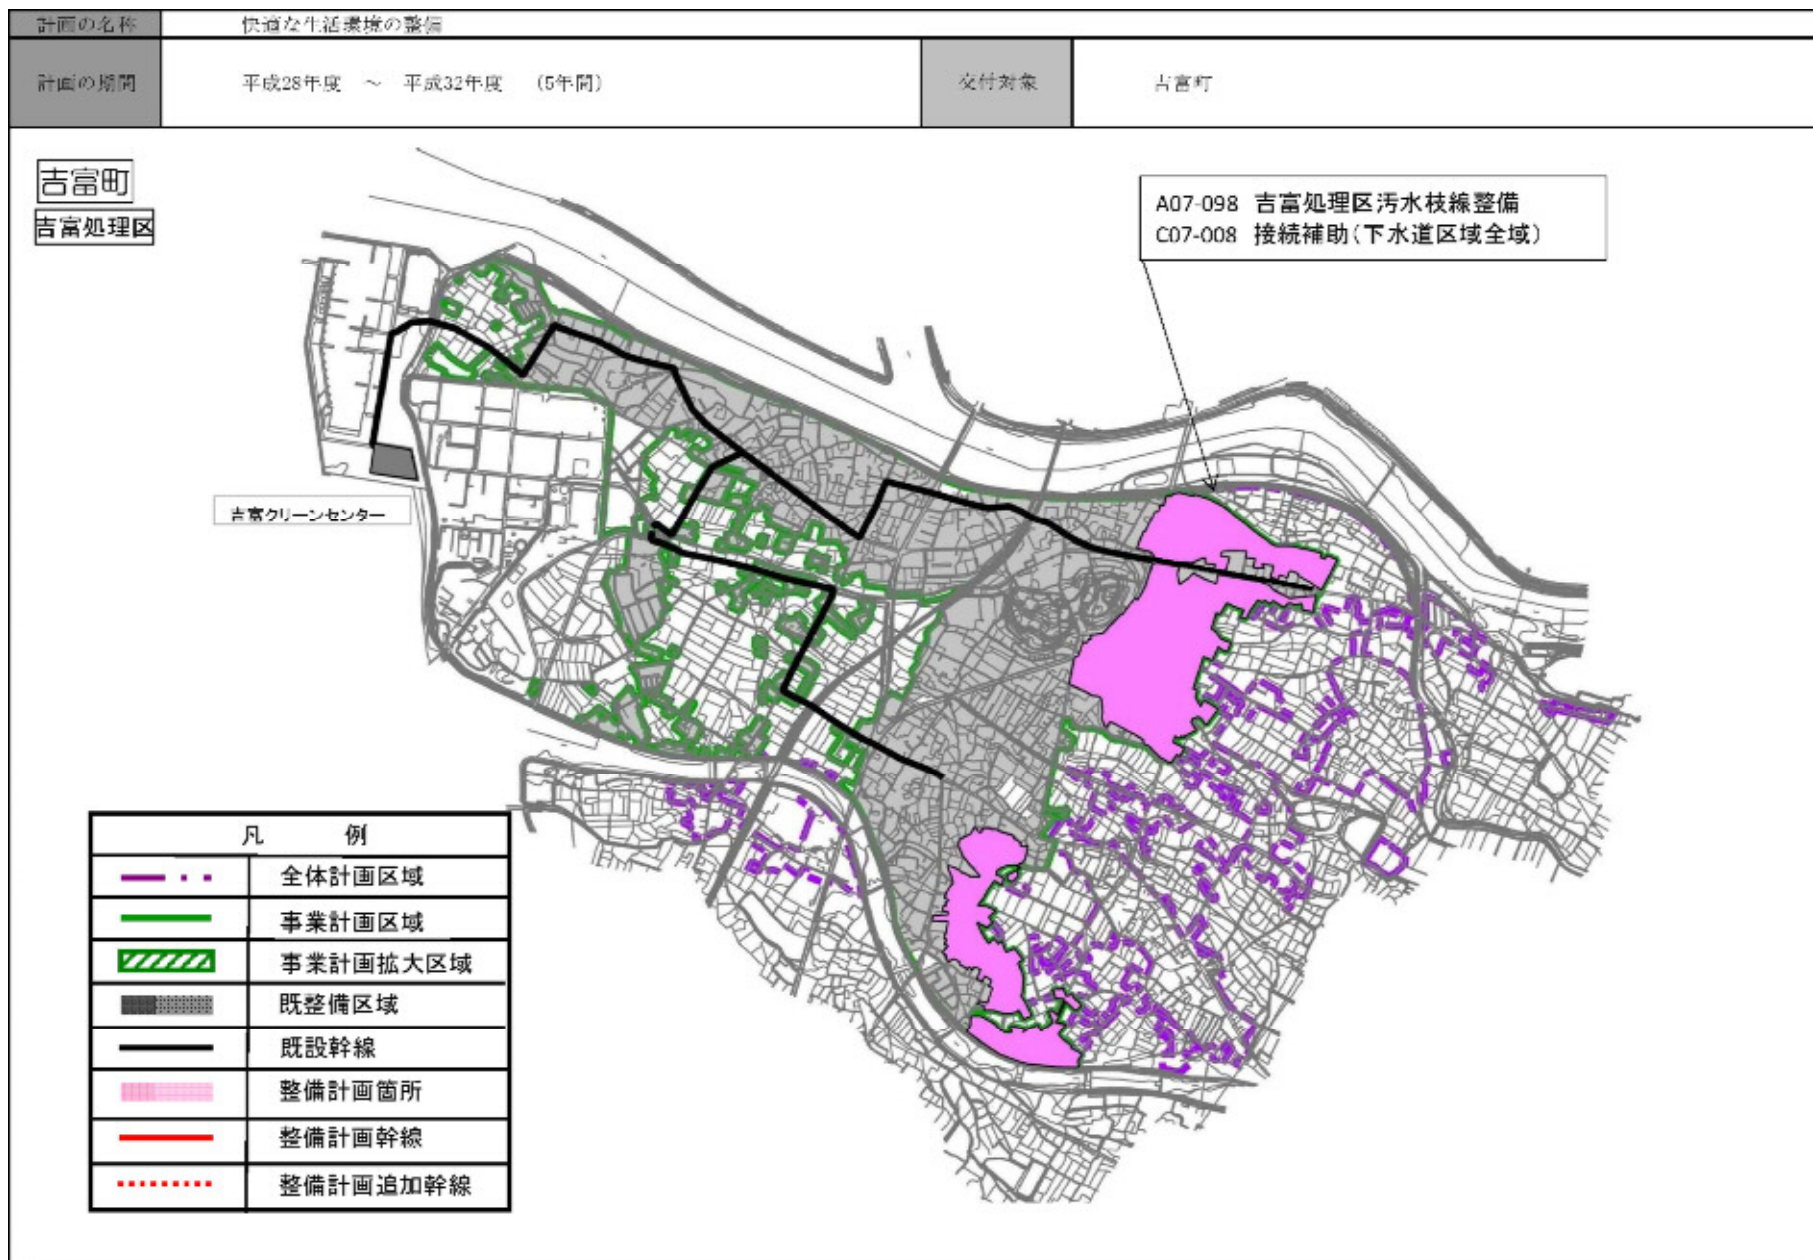 計画の名称 快適な生活環境の整備
計画の期間 平成28年度 ～ 平成32年度 (5年間) 交付対象 吉富町
吉富町
吉富処理区
A07-098 吉富処理区汚水枝線整備
C07-008 接続補助(下水道区域全域)
吉富クリーンセンター
凡 例
全体計画区域
事業計画区域
事業計画拡大区域
既整備区域
既設幹線
整備計画箇所
整備計画幹線
整備計画追加幹線